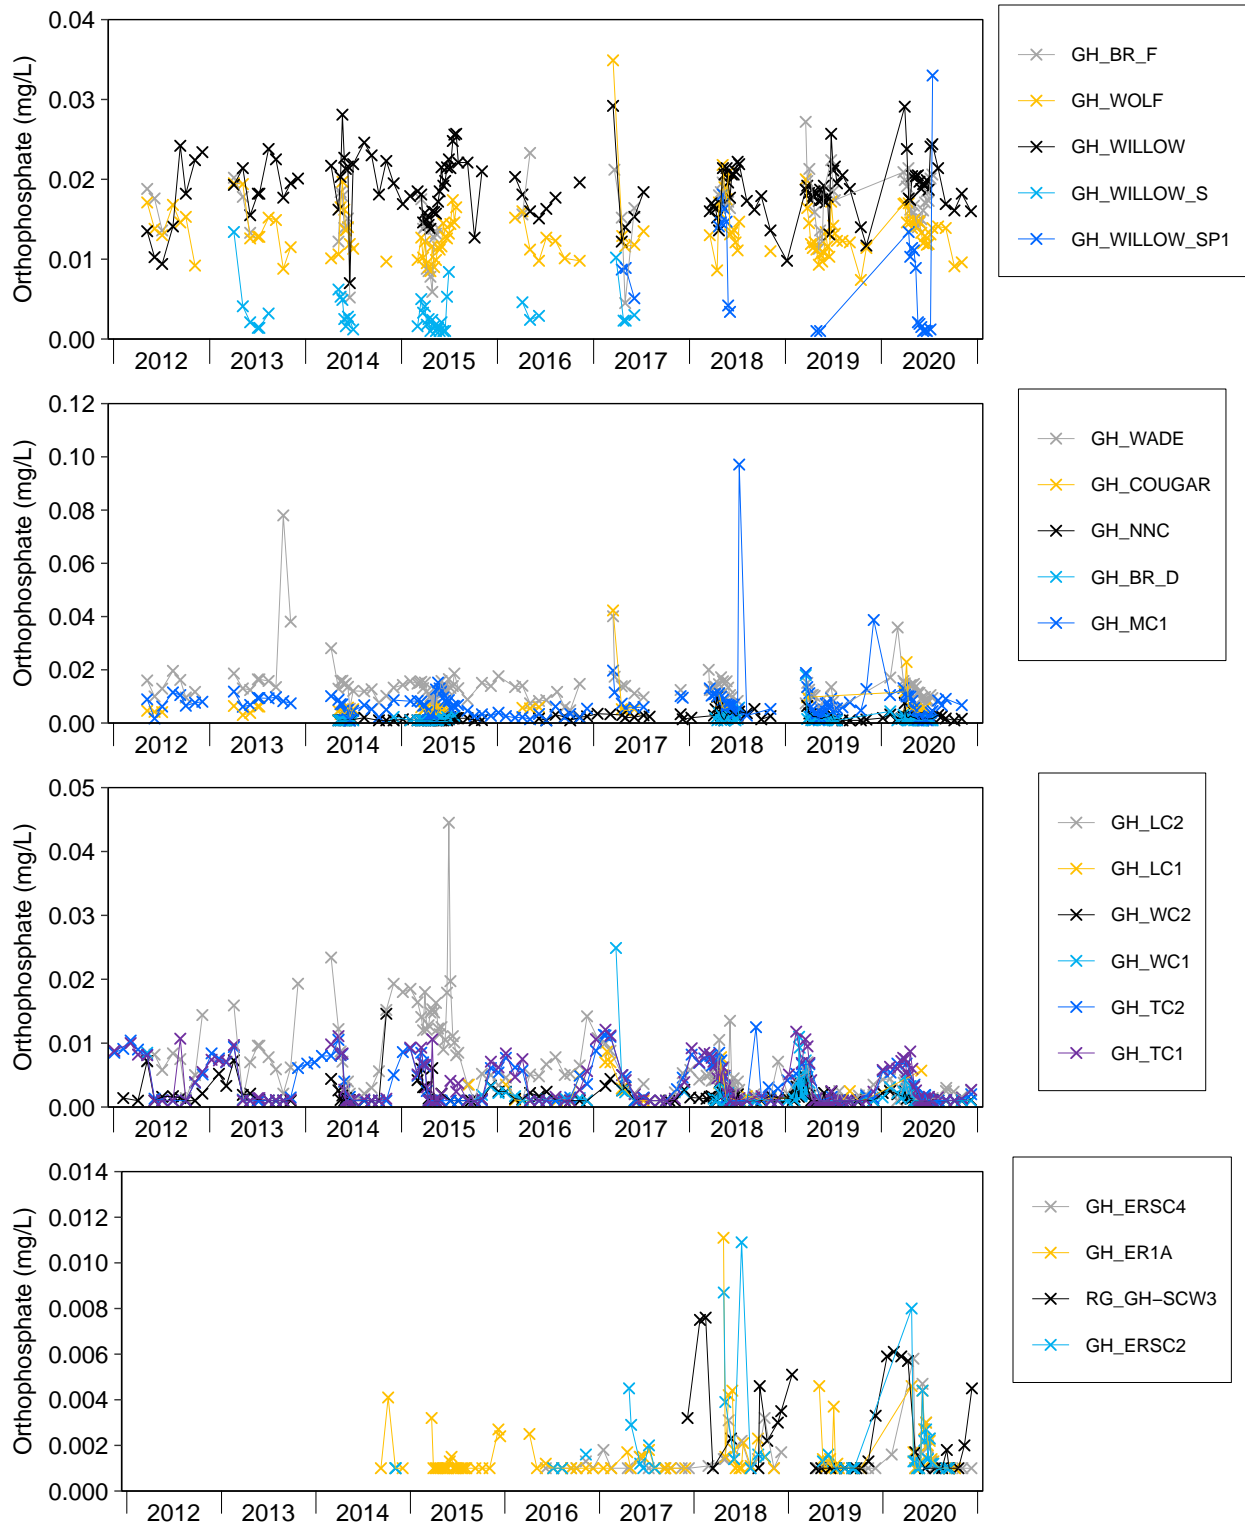 Orthophosphate (mg/L)
0.04
0.03
0.02
0.01
0.00
2012 2013 2014 2015 2016 2017 2018 2019 2020
GH_BR_F
GH_WOLF
GH_WILLOW
GH_WILLOW_S
GH_WILLOW_SP1
Orthophosphate (mg/L)
0.12
0.10
0.08
0.06
0.04
0.02
0.00
2012 2013 2014 2015 2016 2017 2018 2019 2020
GH_WADE
GH_COUGAR
GH_NNC
GH_BR_D
GH_MC1
Orthophosphate (mg/L)
0.05
0.04
0.03
0.02
0.01
0.00
2012 2013 2014 2015 2016 2017 2018 2019 2020
GH_LC2
GH_LC1
GH_WC2
GH_WC1
GH_TC2
GH_TC1
Orthophosphate (mg/L)
0.014
0.012
0.010
0.008
0.006
0.004
0.002
0.000
2012 2013 2014 2015 2016 2017 2018 2019 2020
GH_ERSC4
GH_ER1A
RG_GH−SCW3
GH_ERSC2